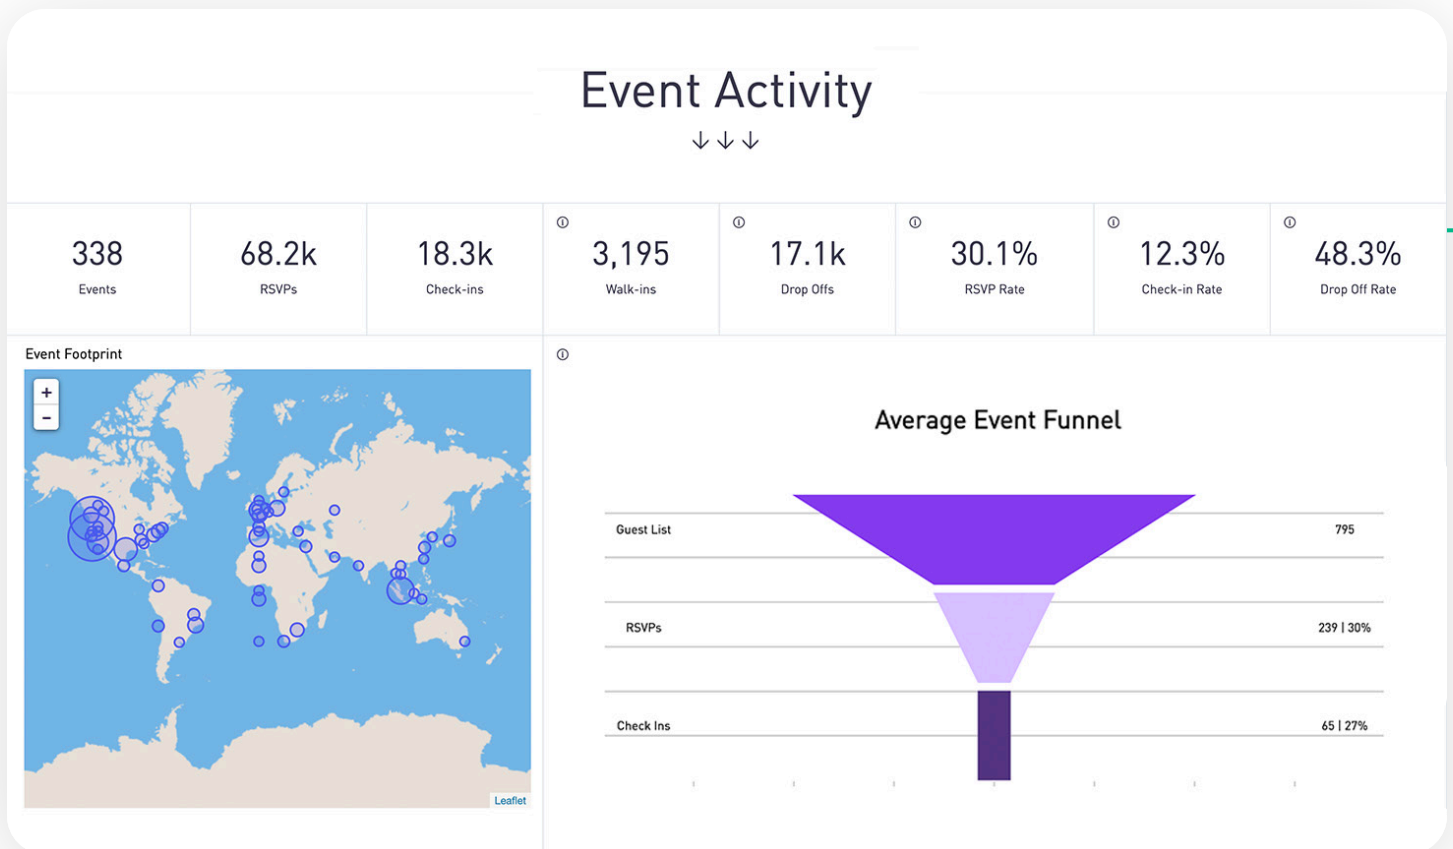 Event Activity
↓ ↓ ↓
338
Events
68.2k
RSVPs
18.3k
Check-ins
3,195
Walk-ins
17.1k
Drop Offs
30.1%
RSVP Rate
12.3%
Check-in Rate
48.3%
Drop Off Rate
Event Footprint
+
−
Leaflet
Average Event Funnel
Guest List 795
RSVPs 239 | 30%
Check Ins 65 | 27%